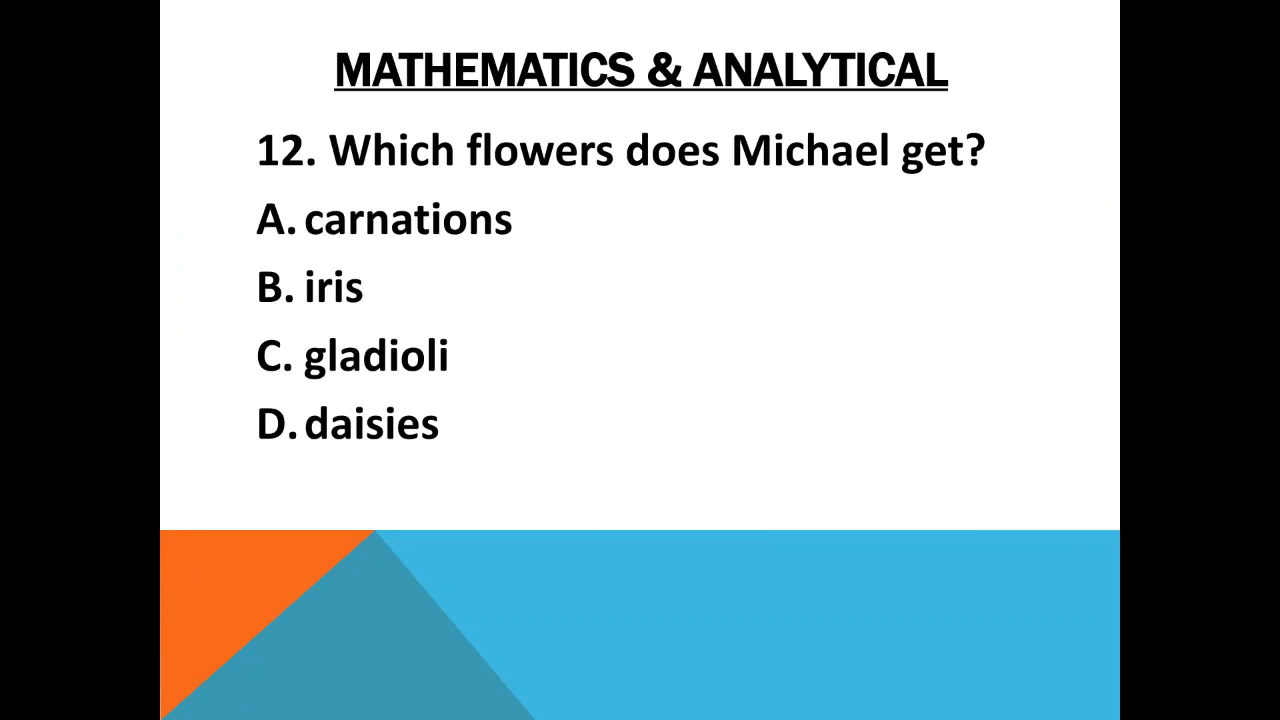 MATHEMATICS & ANALYTICAL
12. Which flowers does Michael get?
A. carnations
B. iris
C. gladioli
D. daisies